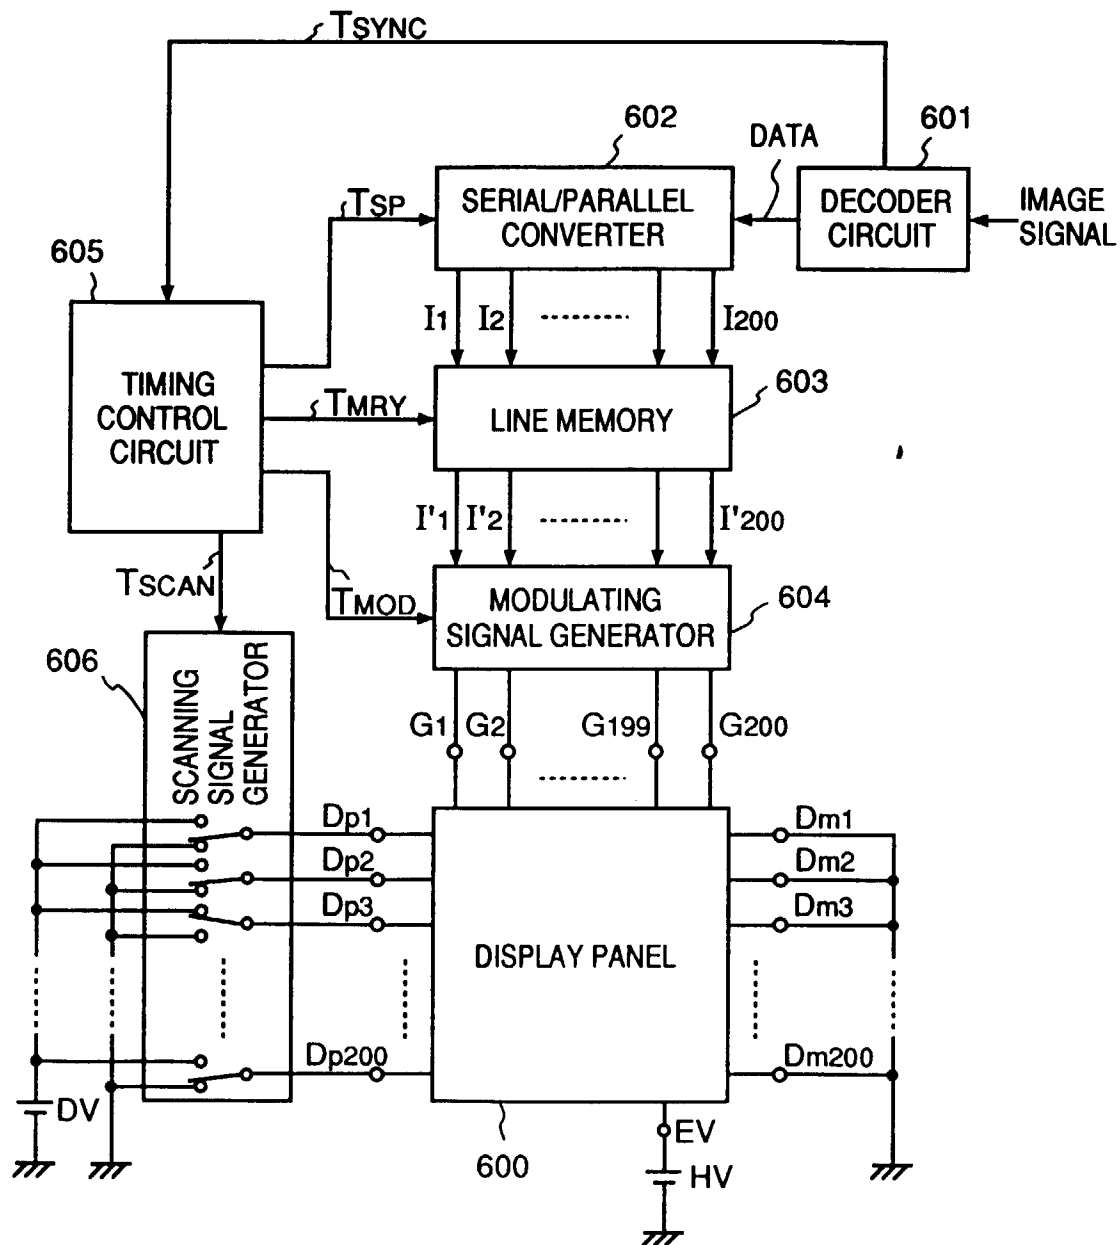 TSYNC
602
DATA
601
SERIAL/PARALLEL
CONVERTER
DECODER
CIRCUIT
IMAGE
SIGNAL
TSP
605
I1 I2 I200
TIMING
CONTROL
CIRCUIT
TMRY
LINE MEMORY
603
I'1 I'2 I'200
TSCAN
TMOD
MODULATING
SIGNAL GENERATOR
604
606
SCANNING
SIGNAL
GENERATOR
G1 G2 G199 G200
Dp1
Dp2
Dp3
Dp200
DISPLAY PANEL
Dm1
Dm2
Dm3
Dm200
DV
600
EV
HV